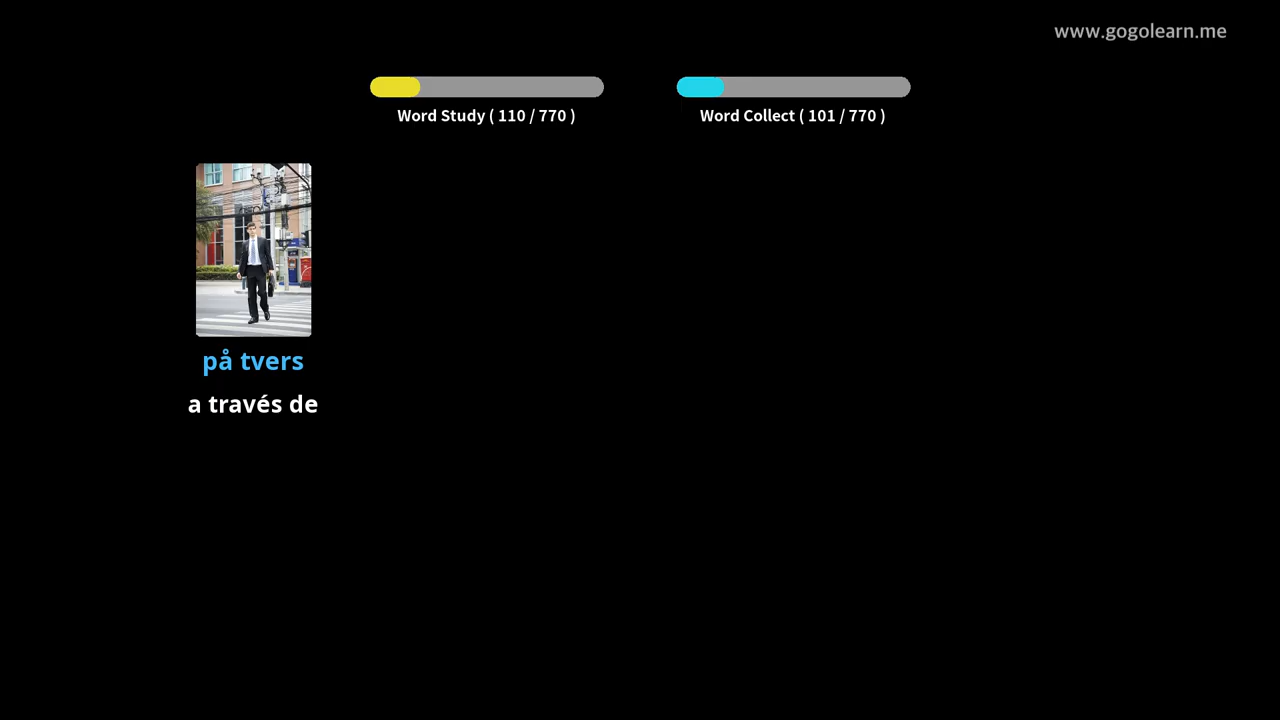 www.gogolearn.me
Word Study ( 110 / 770 )
Word Collect ( 101 / 770 )
på tvers
a través de